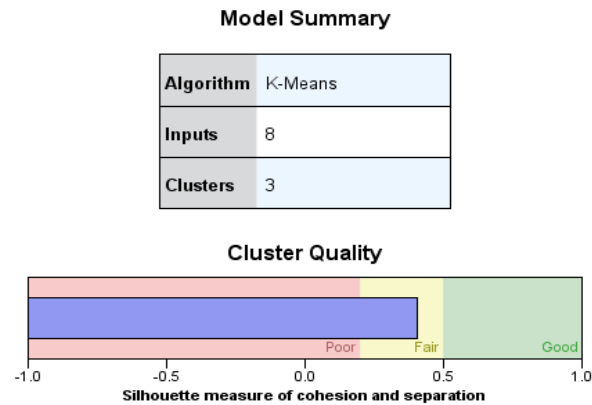 Model Summary
Algorithm K-Means
Inputs 8
Clusters 3
Cluster Quality
Poor Fair Good
-1.0 -0.5 0.0 0.5 1.0
Silhouette measure of cohesion and separation